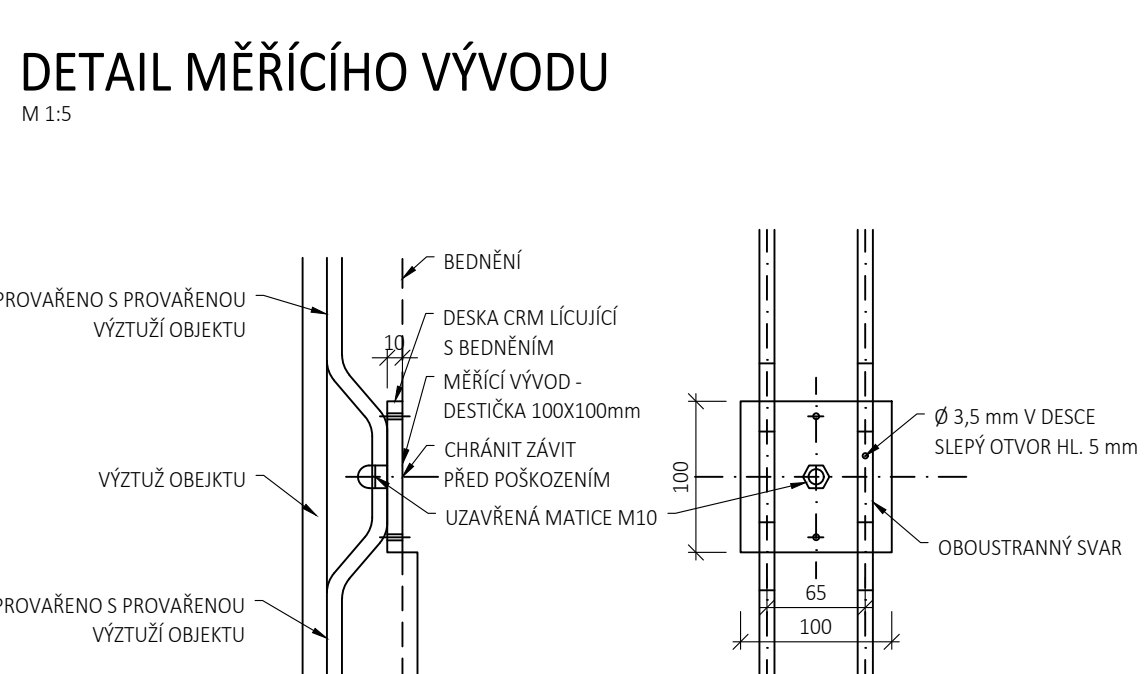 DETAIL MĚŘÍCÍHO VÝVODU
M 1:5
BEDNĚNÍ
PROVAŘENO S PROVAŘENOU
VÝZTUŽÍ OBJEKTU
DESKA CRM LÍCUJÍCÍ
S BEDNĚNÍM
10
MĚŘÍCÍ VÝVOD -
DESTIČKA 100X100mm
CHRÁNIT ZÁVIT
PŘED POŠKOZENÍM
VÝZTUŽ OBEJKTU
UZAVŘENÁ MATICE M10
PROVAŘENO S PROVAŘENOU
VÝZTUŽÍ OBJEKTU
100
Ø 3,5 mm V DESCE
SLEPÝ OTVOR HL. 5 mm
OBOUSTRANNÝ SVAR
65
100